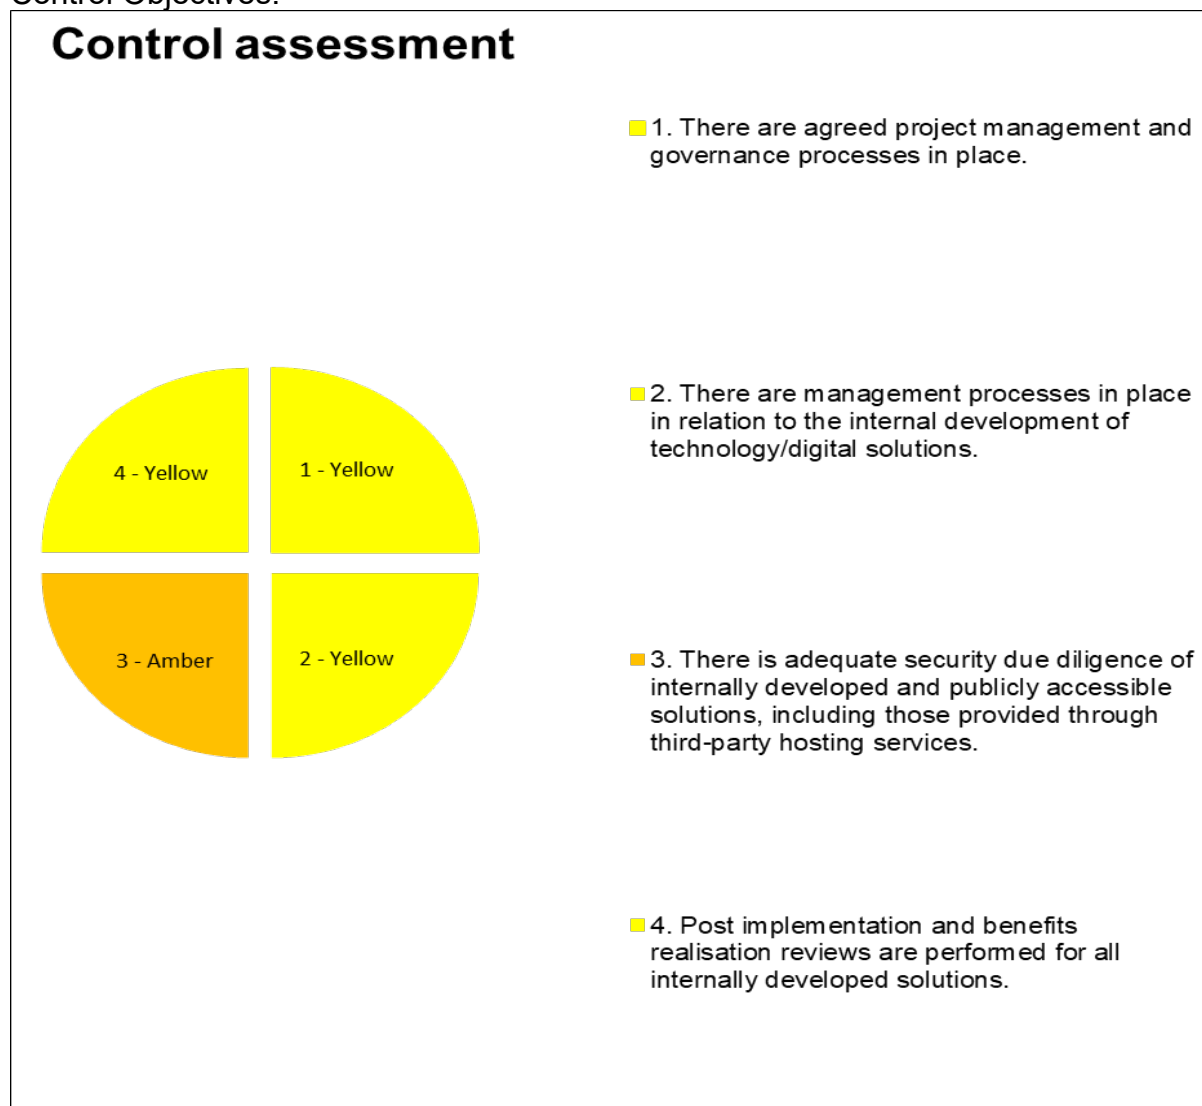 Control Objectives:
Control assessment
1. There are agreed project management and
governance processes in place.
2. There are management processes in place
in relation to the internal development of
technology/digital solutions.
4 - Yellow
1 - Yellow
3 - Amber
2 - Yellow
3. There is adequate security due diligence of
internally developed and publicly accessible
solutions, including those provided through
third-party hosting services.
4. Post implementation and benefits
realisation reviews are performed for all
internally developed solutions.